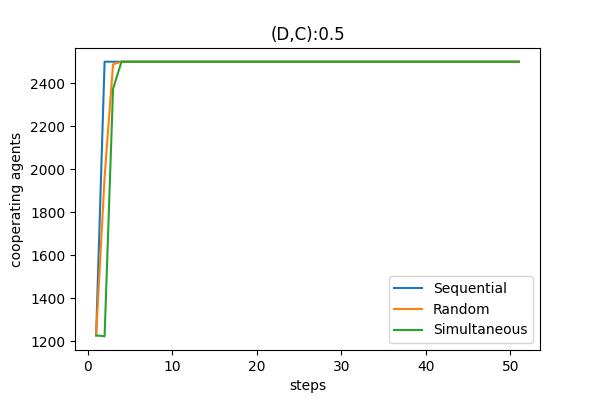 (D,C):0.5
cooperating agents
2400
2200
2000
1800
1600
1400
1200
0 10 20 30 40 50
steps
Sequential
Random
Simultaneous